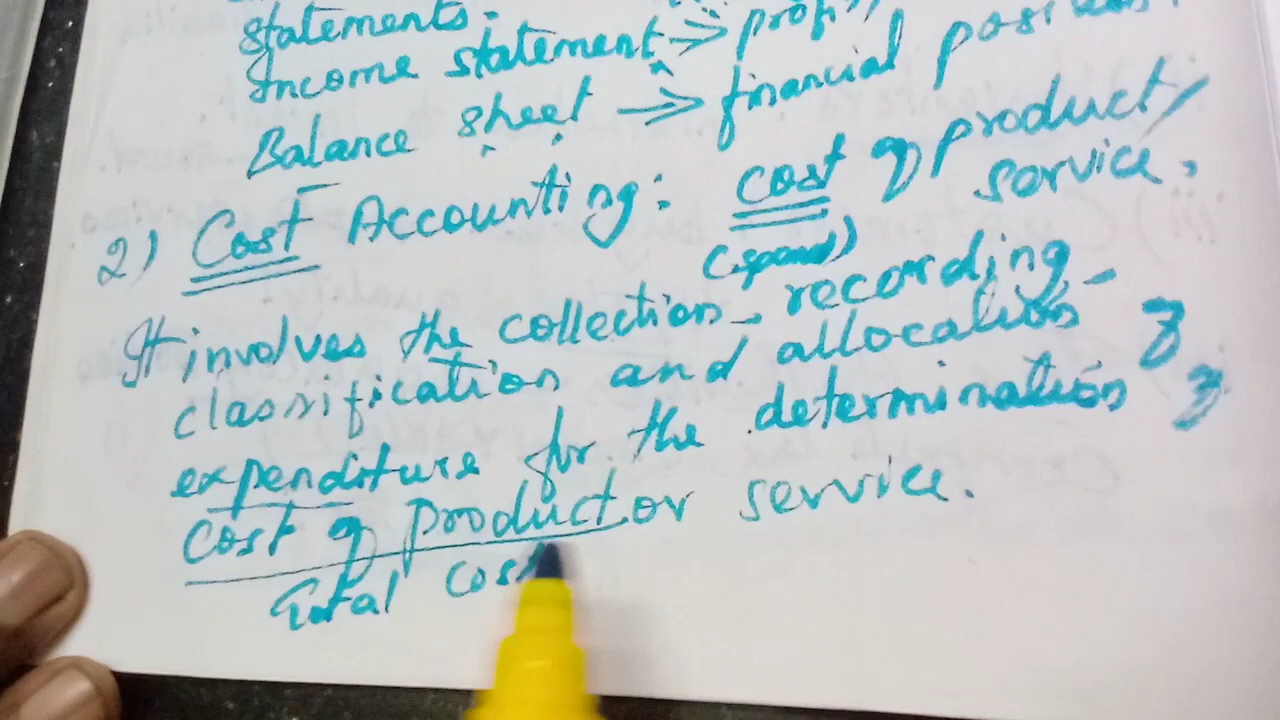 statements.
Income statement → profit/
Balance sheet → financial position.
2) Cost Accounting: cost of product/
service.
(spend)
It involves the collection, recording,
classification and allocation of
expenditure for the determination of
cost of product or service.
Total cost